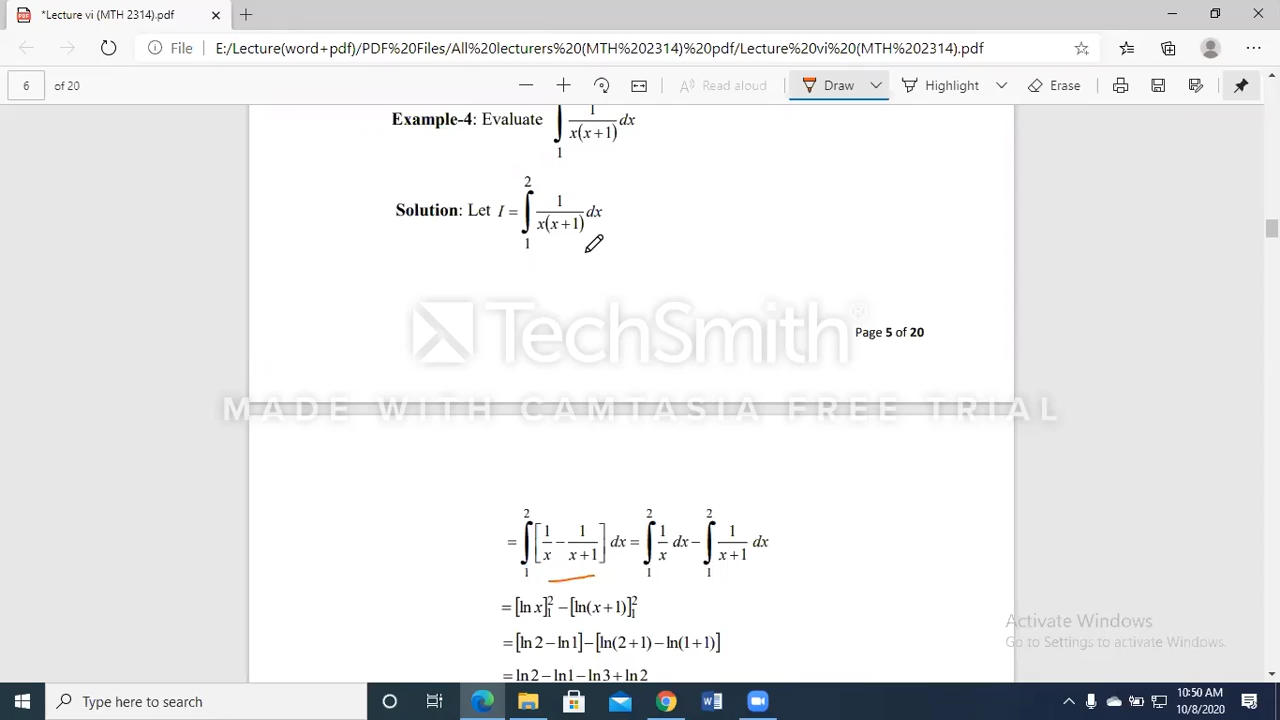 *Lecture vi (MTH 2314).pdf
File E:/Lecture(word+pdf)/PDF%20Files/All%20lecturers%20(MTH%202314)%20pdf/Lecture%20vi%20(MTH%202314).pdf
6 of 20 Read aloud Draw Highlight Erase
Example-4: Evaluate ∫₁ 1/x(x+1) dx
Solution: Let I = ∫₁² 1/x(x+1) dx
TechSmith®
Page 5 of 20
MADE WITH CAMTASIA FREE TRIAL
= ∫₁² [1/x − 1/x+1] dx = ∫₁² 1/x dx − ∫₁² 1/x+1 dx
= [ln x]₁² − [ln(x+1)]₁²
= [ln 2 − ln 1] − [ln(2+1) − ln(1+1)]
= ln 2 − ln 1 − ln 3 + ln 2
Activate Windows
Go to Settings to activate Windows.
Type here to search
10:50 AM
10/8/2020